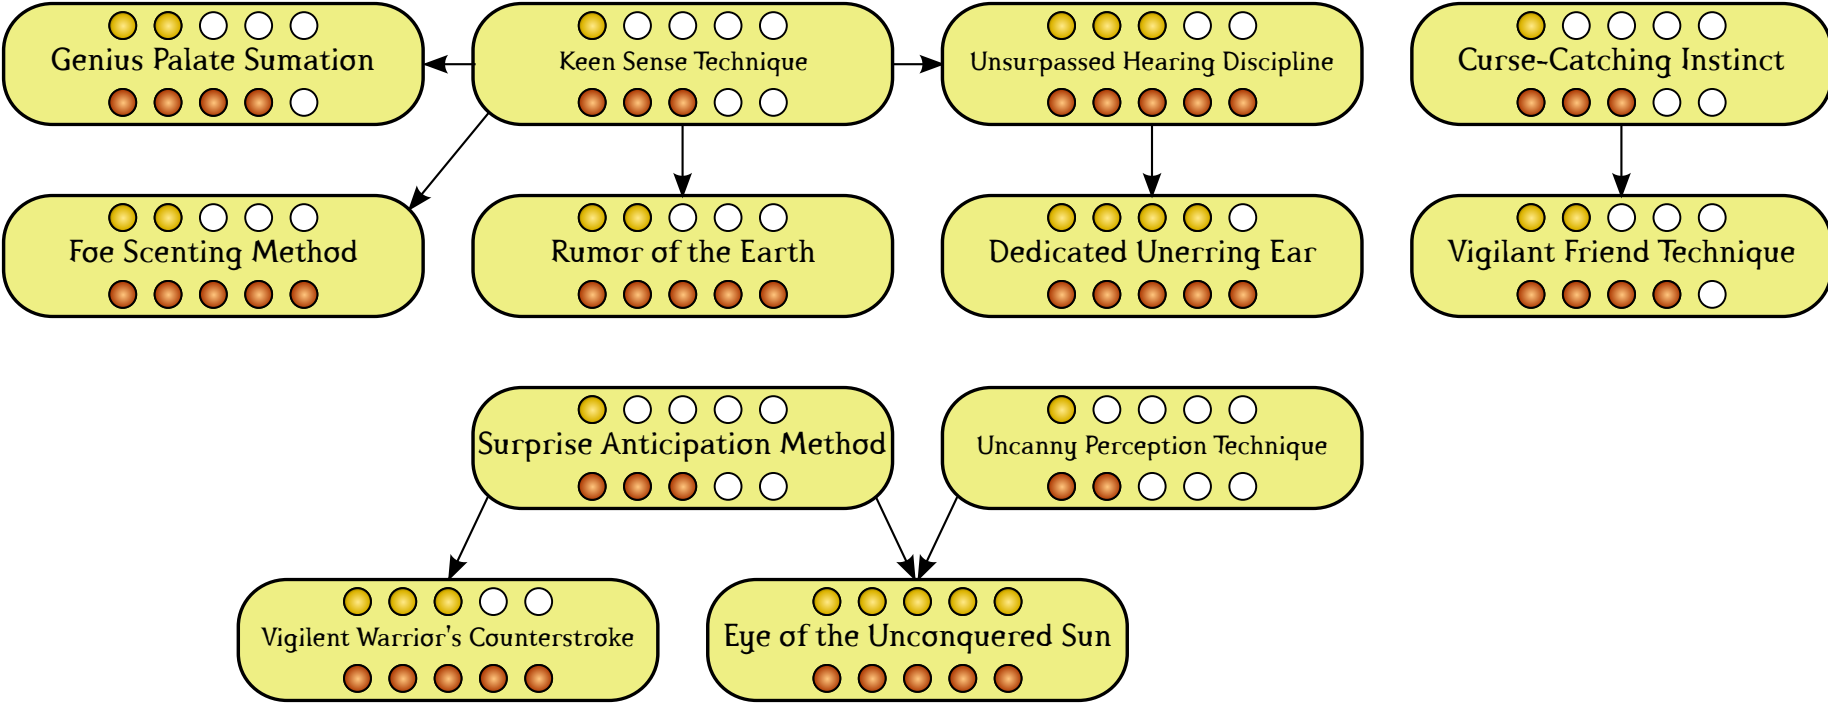 Genius Palate Sumation
Keen Sense Technique
Unsurpassed Hearing Discipline
Curse-Catching Instinct
Foe Scenting Method
Rumor of the Earth
Dedicated Unerring Ear
Vigilant Friend Technique
Surprise Anticipation Method
Uncanny Perception Technique
Vigilent Warrior's Counterstroke
Eye of the Unconquered Sun